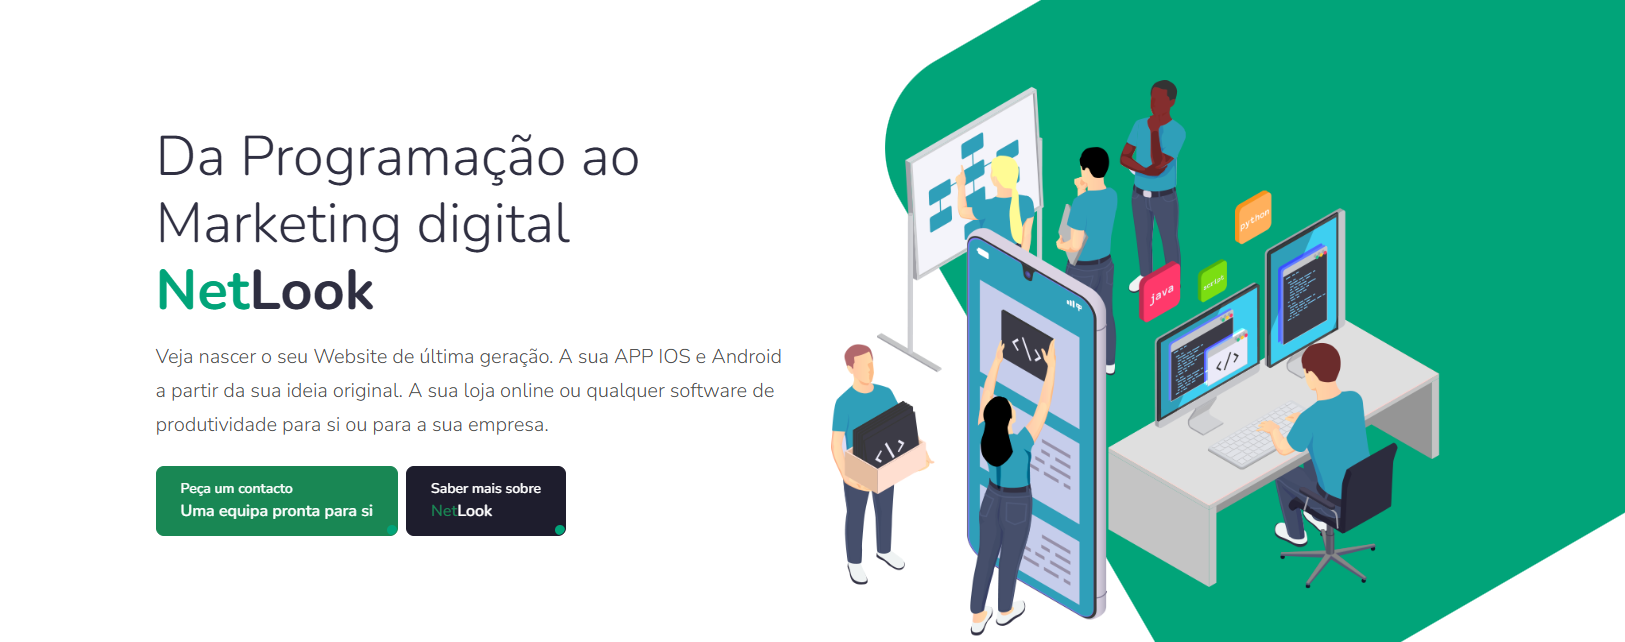 Da Programação ao
Marketing digital
NetLook
Veja nascer o seu Website de última geração. A sua APP IOS e Android
a partir da sua ideia original. A sua loja online ou qualquer software de
produtividade para si ou para a sua empresa.
Peça um contacto
Uma equipa pronta para si
Saber mais sobre
NetLook
python
java
script
</>
</>
</>